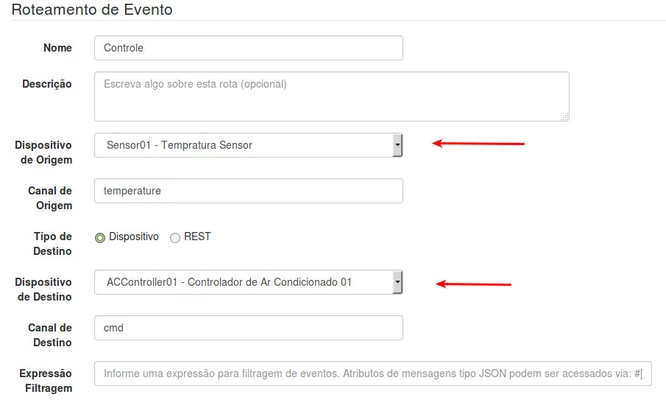 Roteamento de Evento
Nome
Controle
Descrição
Escreva algo sobre esta rota (opcional)
Dispositivo
de Origem
Sensor01 - Tempratura Sensor
Canal de
Origem
temperature
Tipo de
Destino
Dispositivo
REST
Dispositivo
de Destino
ACController01 - Controlador de Ar Condicionado 01
Canal de
Destino
cmd
Expressão
Filtragem
Informe uma expressão para filtragem de eventos. Atributos de mensagens tipo JSON podem ser acessados via: #[